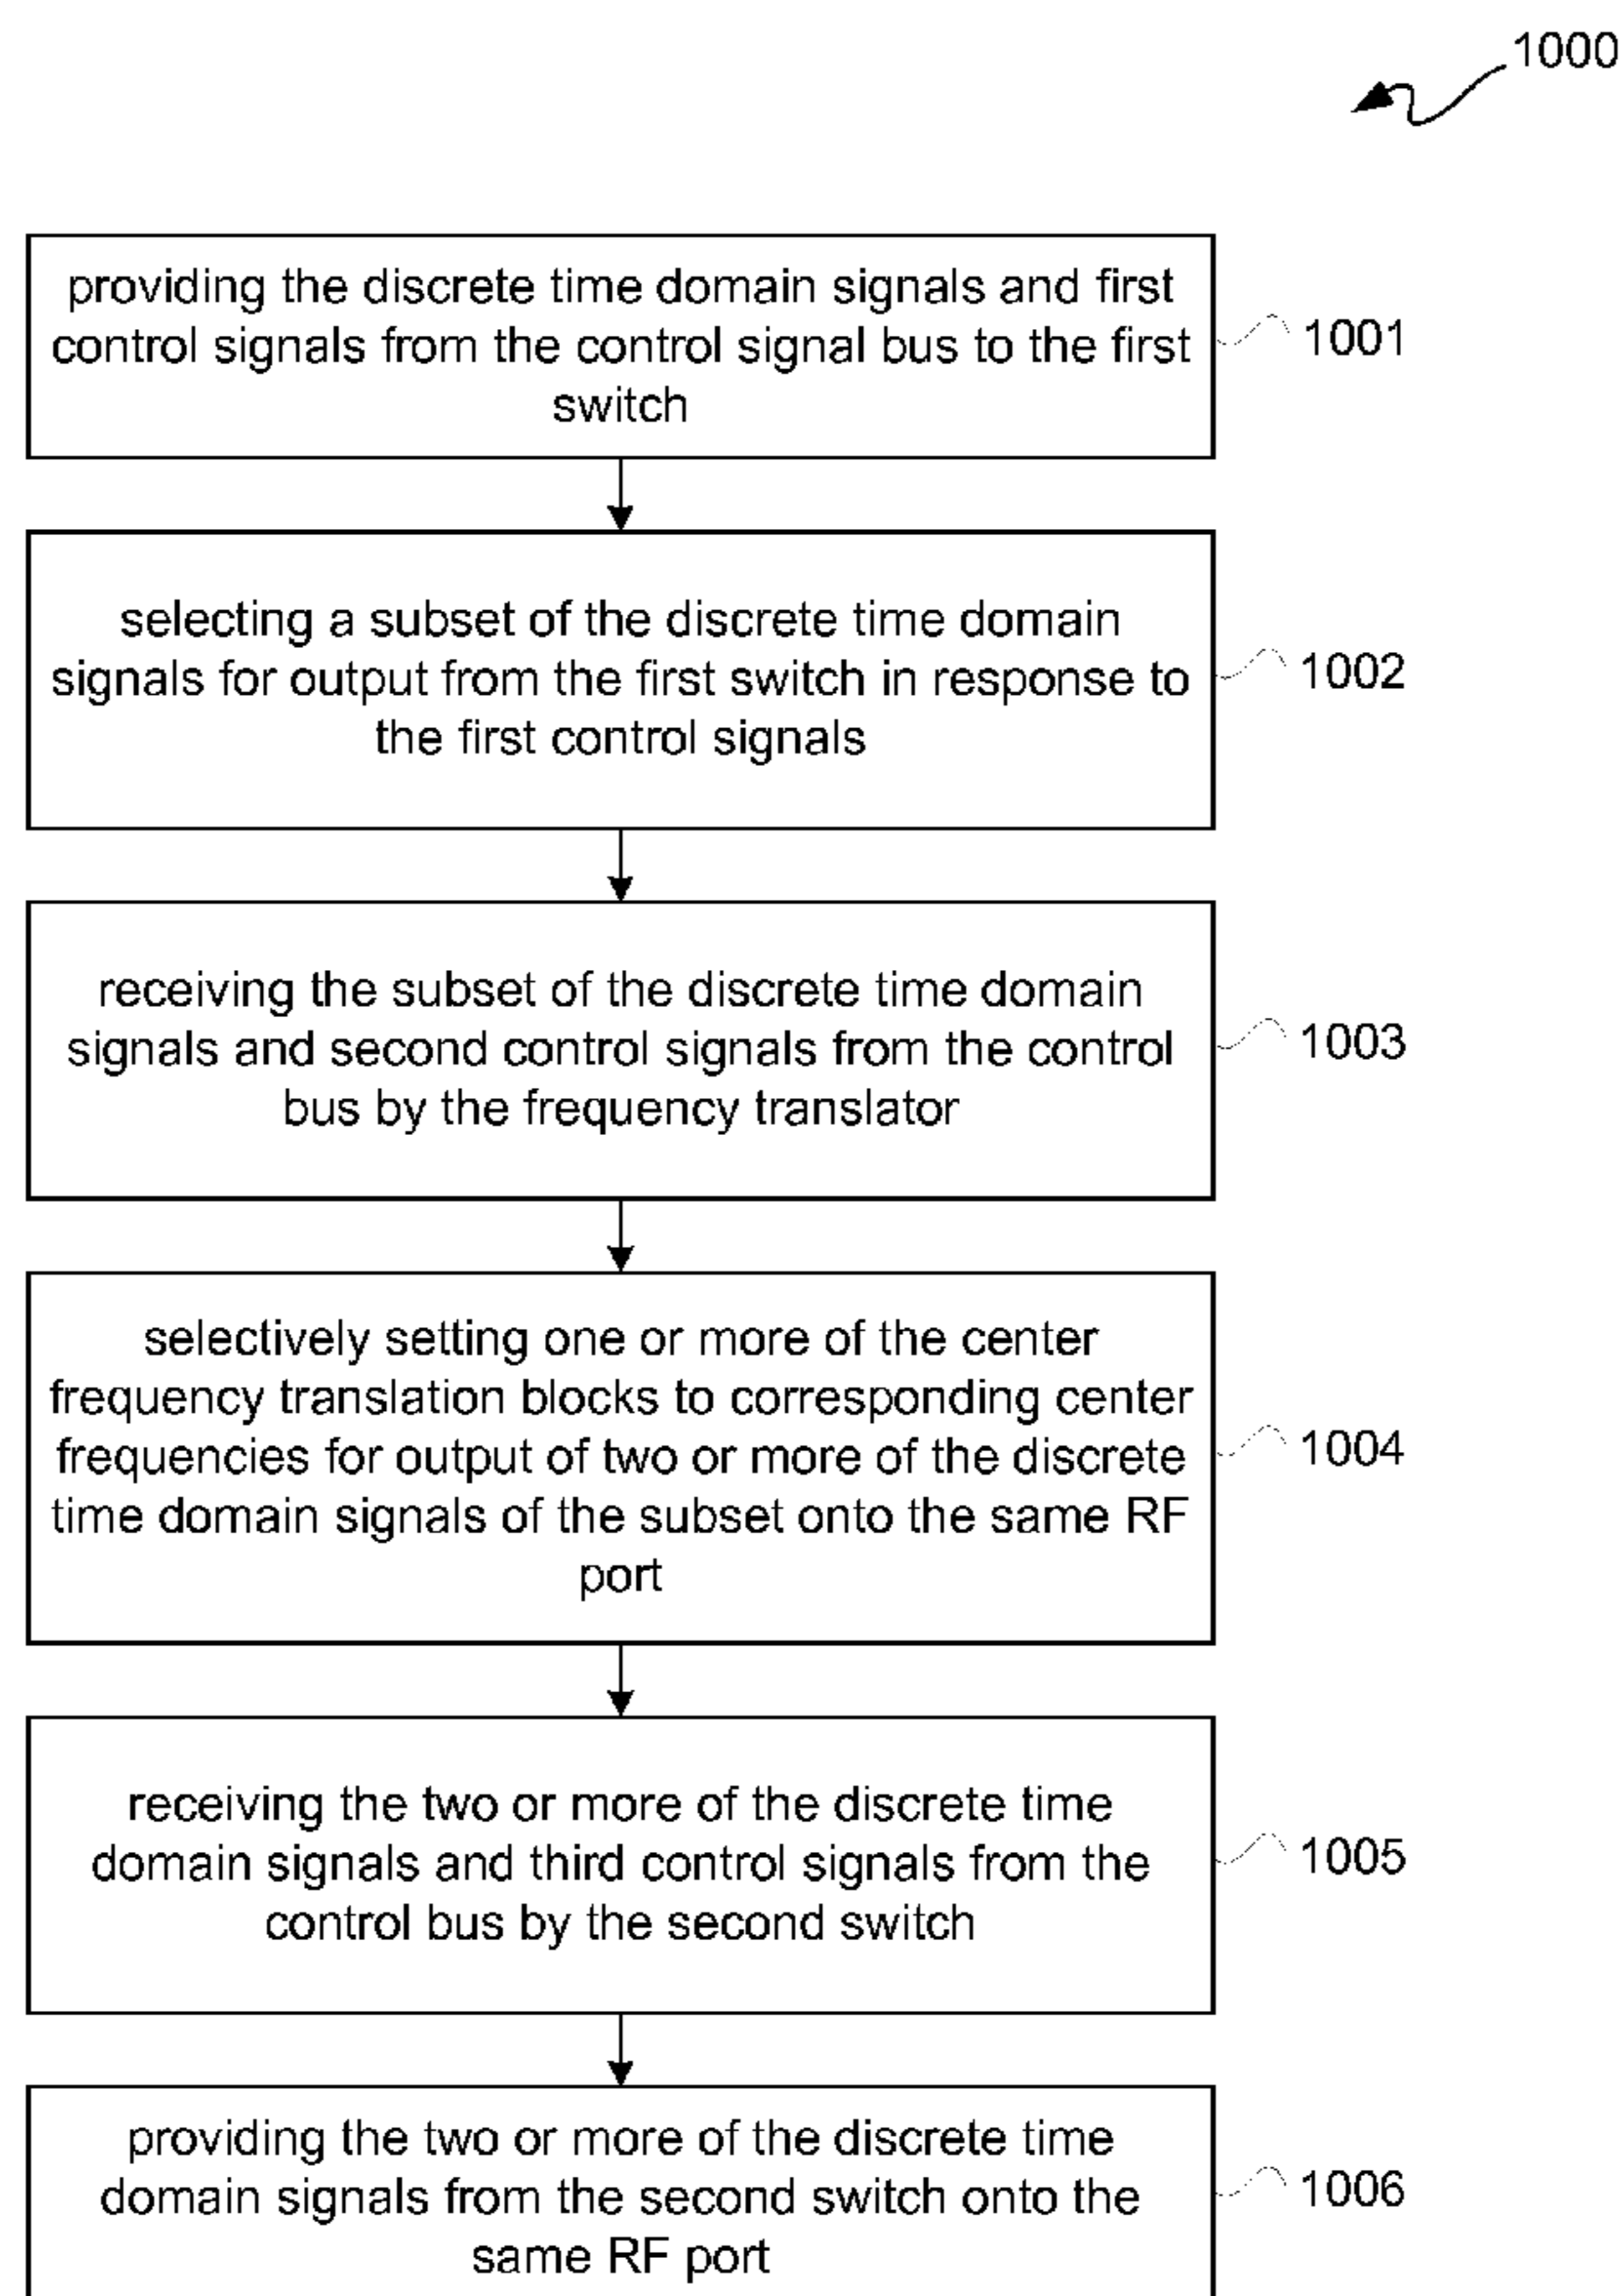 1000
providing the discrete time domain signals and first
control signals from the control signal bus to the first
switch
1001
selecting a subset of the discrete time domain
signals for output from the first switch in response to
the first control signals
1002
receiving the subset of the discrete time domain
signals and second control signals from the control
bus by the frequency translator
1003
selectively setting one or more of the center
frequency translation blocks to corresponding center
frequencies for output of two or more of the discrete
time domain signals of the subset onto the same RF
port
1004
receiving the two or more of the discrete time
domain signals and third control signals from the
control bus by the second switch
1005
providing the two or more of the discrete time
domain signals from the second switch onto the
same RF port
1006